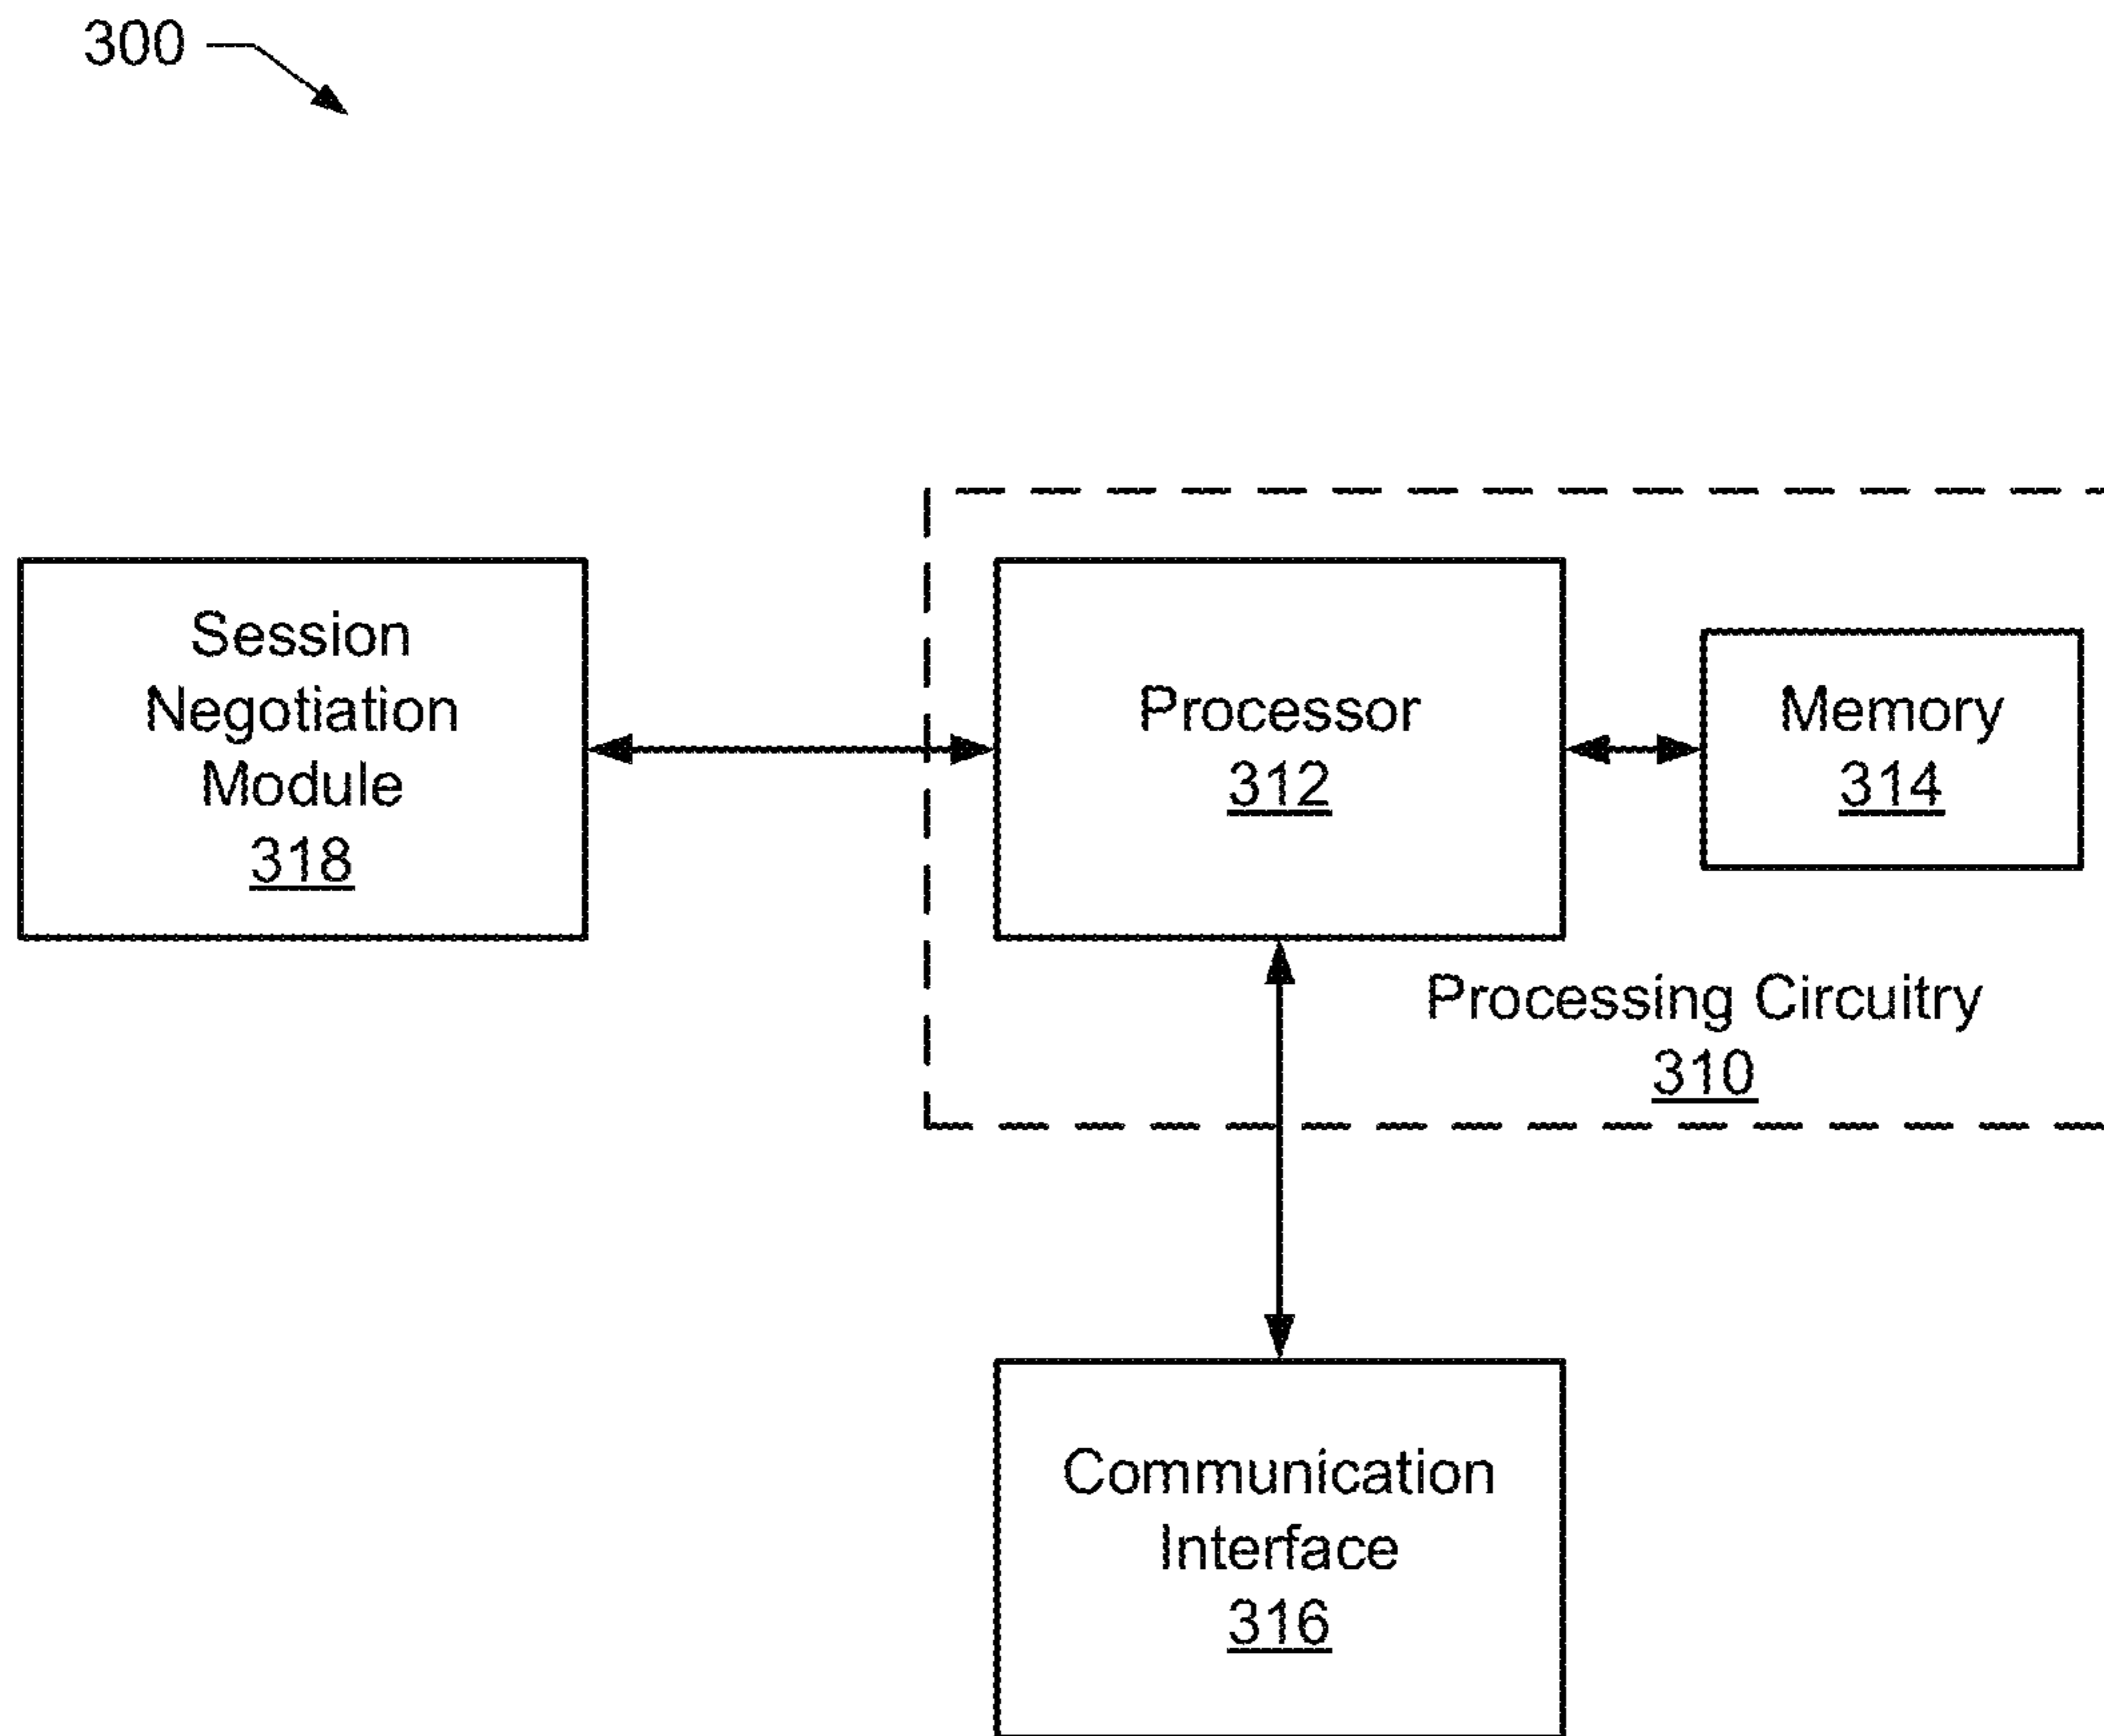 300
Session
Negotiation
Module
318
Processor
312
Memory
314
Processing Circuitry
310
Communication
Interface
316